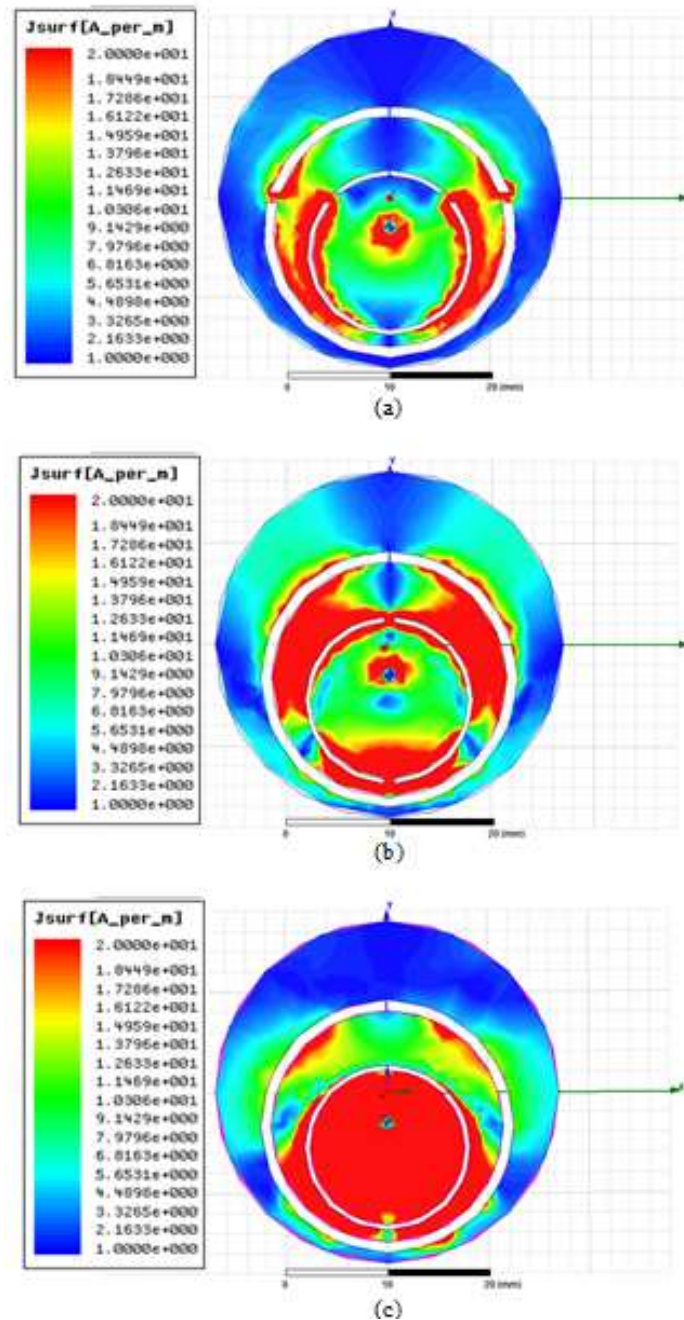 Jsurf[A_per_m]
2.0000e+001
1.8449e+001
1.7286e+001
1.6122e+001
1.4959e+001
1.3796e+001
1.2633e+001
1.1469e+001
1.0306e+001
9.1429e+000
7.9796e+000
6.8163e+000
5.6531e+000
4.4898e+000
3.3265e+000
2.1633e+000
1.0000e+000
0 10 20 (mm)
(a)
Jsurf[A_per_m]
2.0000e+001
1.8449e+001
1.7286e+001
1.6122e+001
1.4959e+001
1.3796e+001
1.2633e+001
1.1469e+001
1.0306e+001
9.1429e+000
7.9796e+000
6.8163e+000
5.6531e+000
4.4898e+000
3.3265e+000
2.1633e+000
1.0000e+000
0 10 20 (mm)
(b)
Jsurf[A_per_m]
2.0000e+001
1.8449e+001
1.7286e+001
1.6122e+001
1.4959e+001
1.3796e+001
1.2633e+001
1.1469e+001
1.0306e+001
9.1429e+000
7.9796e+000
6.8163e+000
5.6531e+000
4.4898e+000
3.3265e+000
2.1633e+000
1.0000e+000
0 10 20 (mm)
(c)